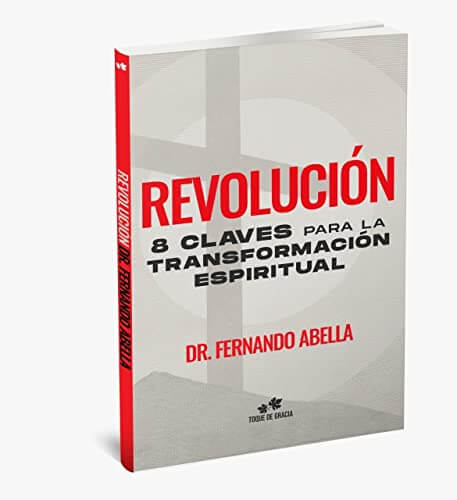 REVOLUCIÓN
8 CLAVES PARA LA
TRANSFORMACIÓN
ESPIRITUAL
DR. FERNANDO ABELLA
TOQUE DE GRACIA
REVOLUCIÓN DR. FERNANDO ABELLA